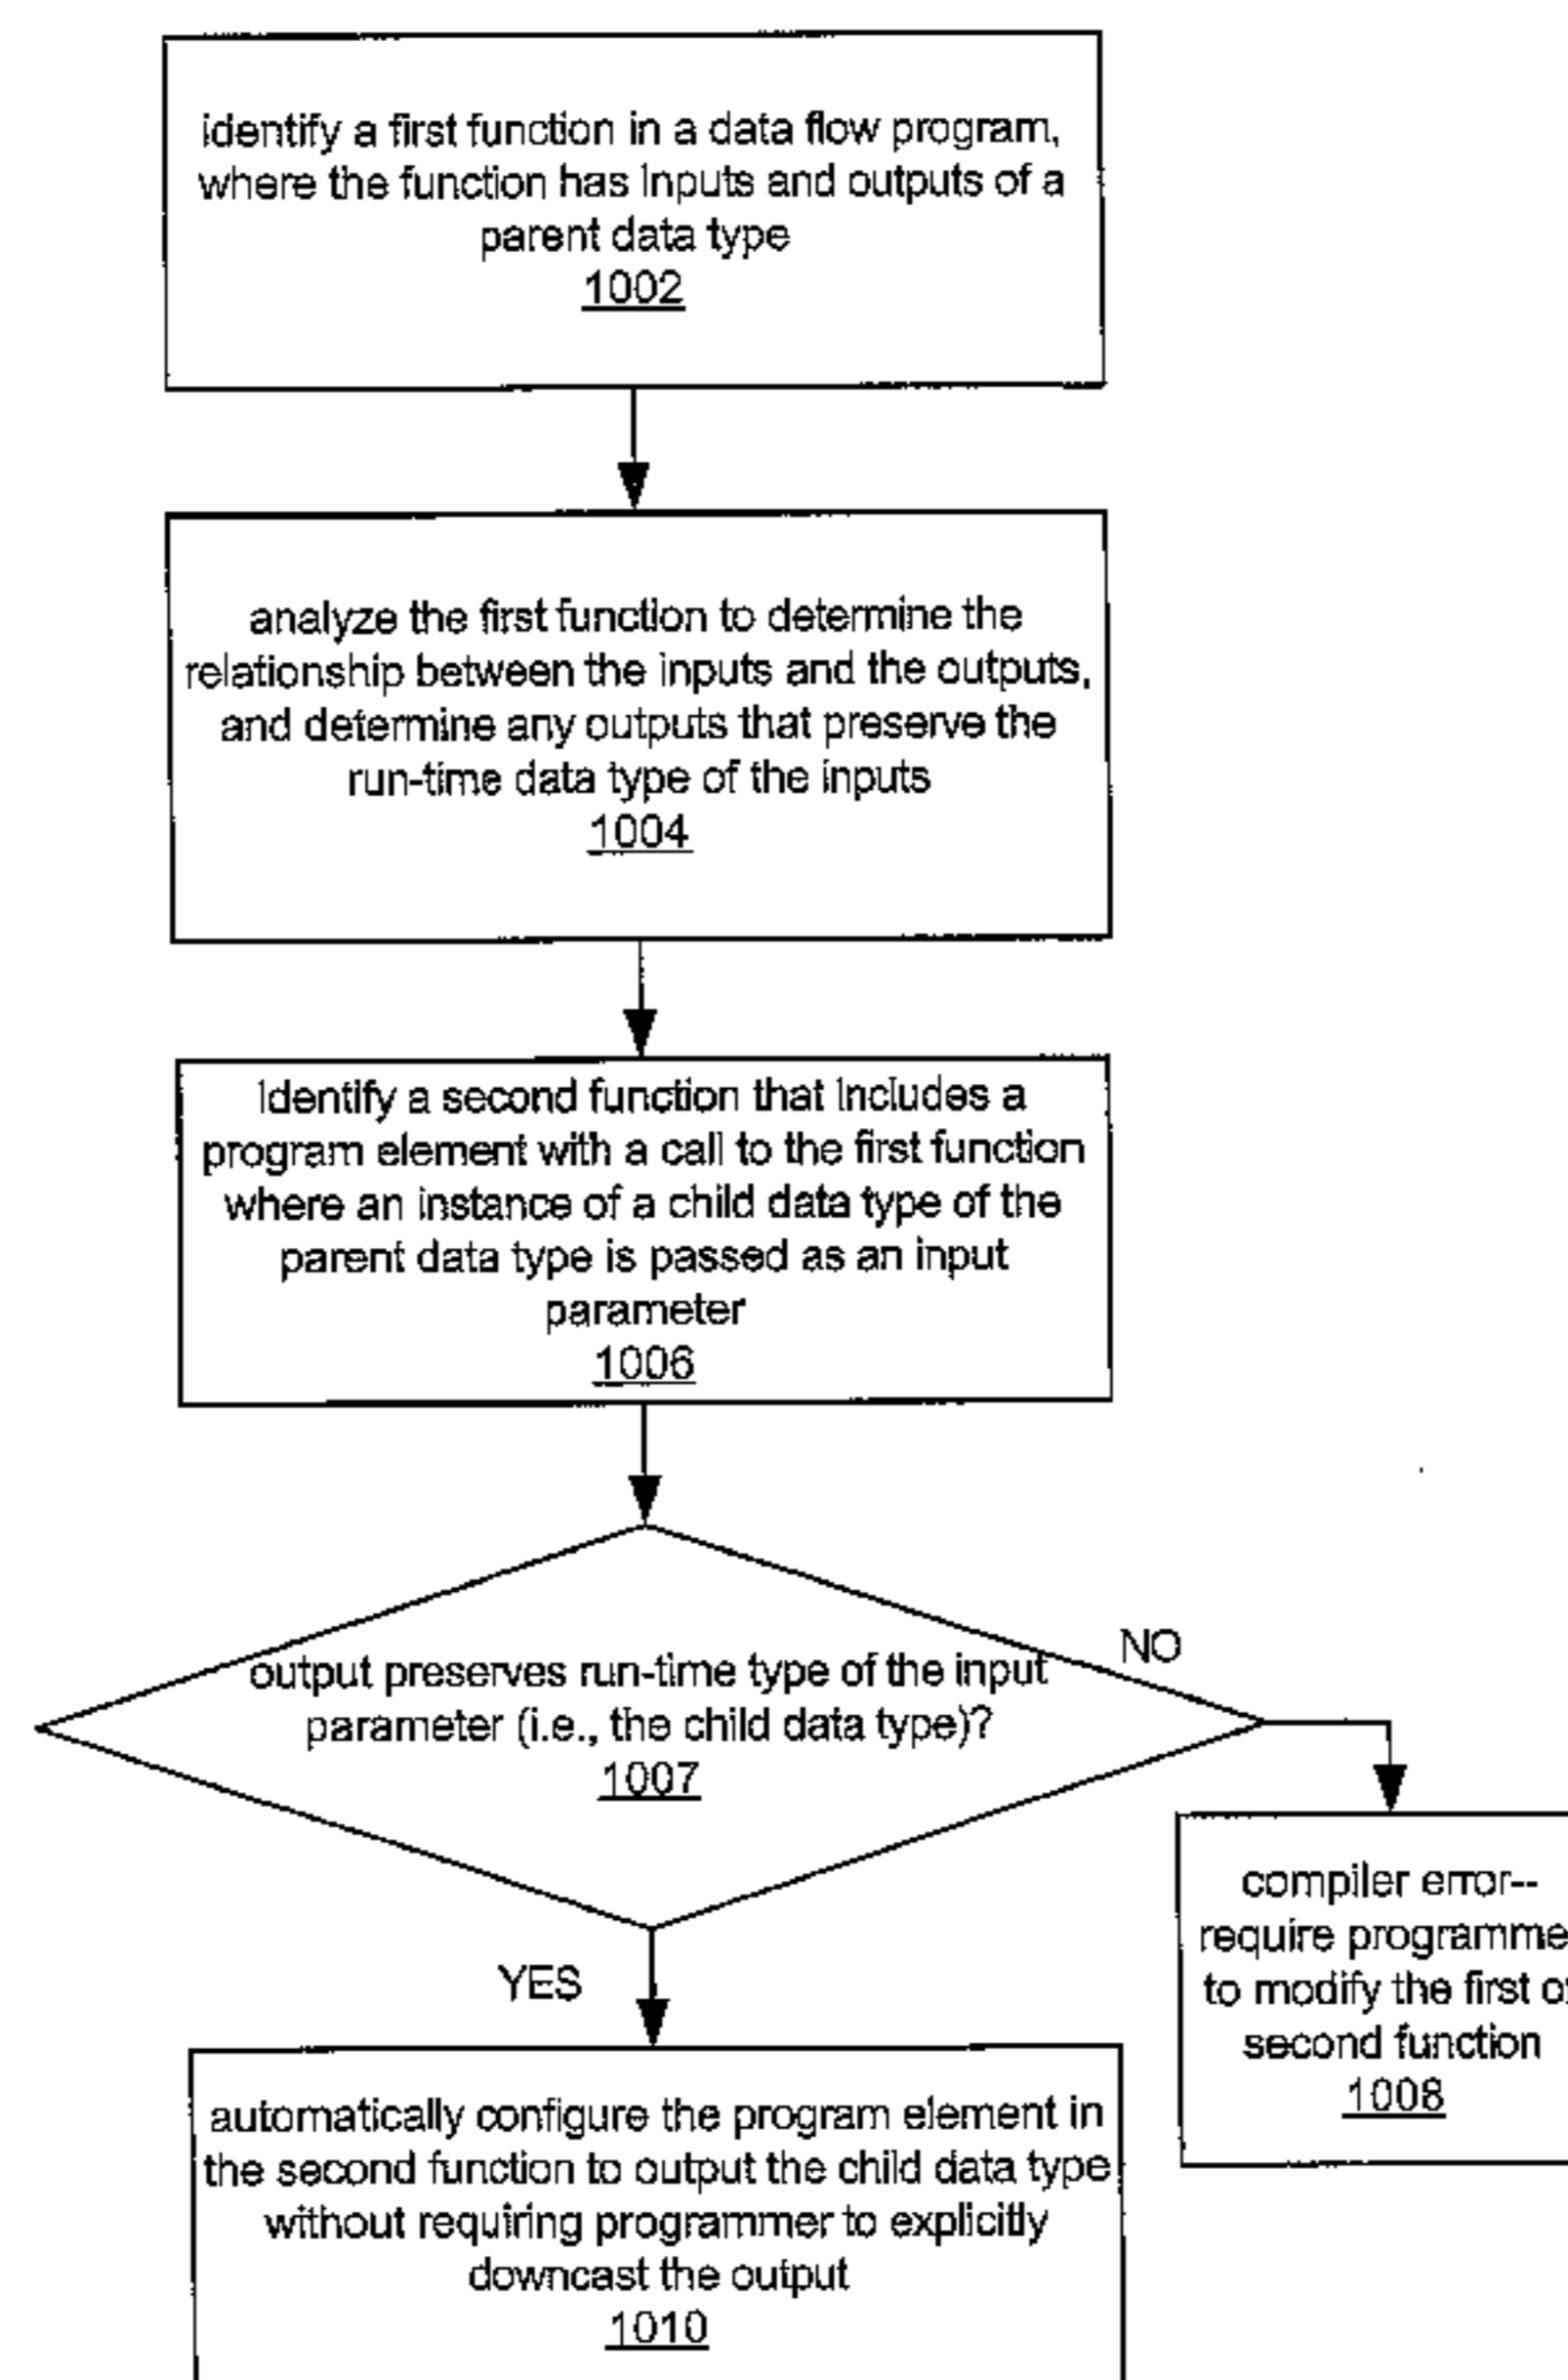 identify a first function in a data flow program,
where the function has inputs and outputs of a
parent data type
1002
analyze the first function to determine the
relationship between the inputs and the outputs,
and determine any outputs that preserve the
run-time data type of the inputs
1004
identify a second function that includes a
program element with a call to the first function
where an instance of a child data type of the
parent data type is passed as an input
parameter
1006
output preserves run-time type of the input
parameter (i.e., the child data type)?
1007
NO
compiler error--
require programme
to modify the first o
second function
1008
YES
automatically configure the program element in
the second function to output the child data type
without requiring programmer to explicitly
downcast the output
1010